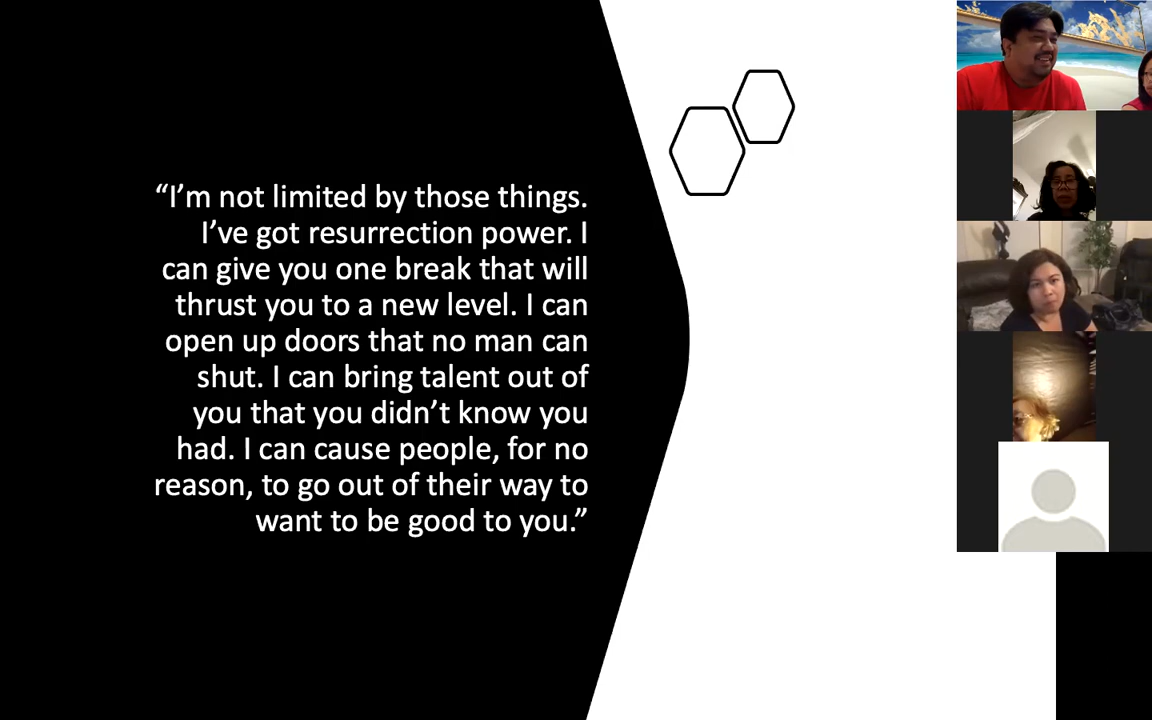 “I’m not limited by those things.
I’ve got resurrection power. I
can give you one break that will
thrust you to a new level. I can
open up doors that no man can
shut. I can bring talent out of
you that you didn’t know you
had. I can cause people, for no
reason, to go out of their way to
want to be good to you.”